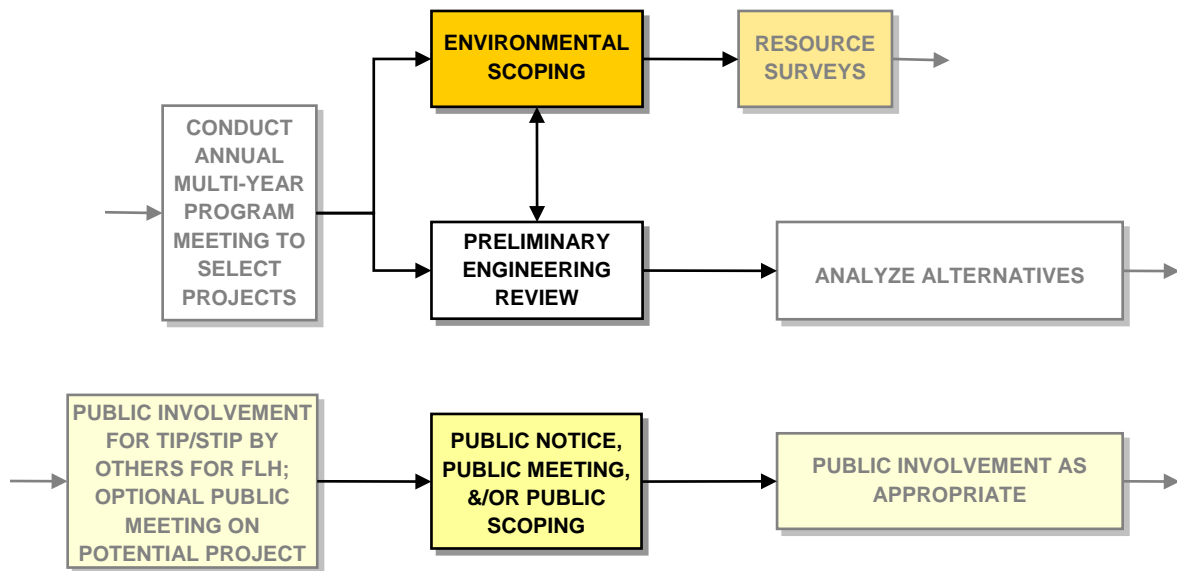 ENVIRONMENTAL
SCOPING
RESOURCE
SURVEYS
CONDUCT
ANNUAL
MULTI-YEAR
PROGRAM
MEETING TO
SELECT
PROJECTS
PRELIMINARY
ENGINEERING
REVIEW
ANALYZE ALTERNATIVES
PUBLIC INVOLVEMENT
FOR TIP/STIP BY
OTHERS FOR FLH;
OPTIONAL PUBLIC
MEETING ON
POTENTIAL PROJECT
PUBLIC NOTICE,
PUBLIC MEETING,
&/OR PUBLIC
SCOPING
PUBLIC INVOLVEMENT AS
APPROPRIATE